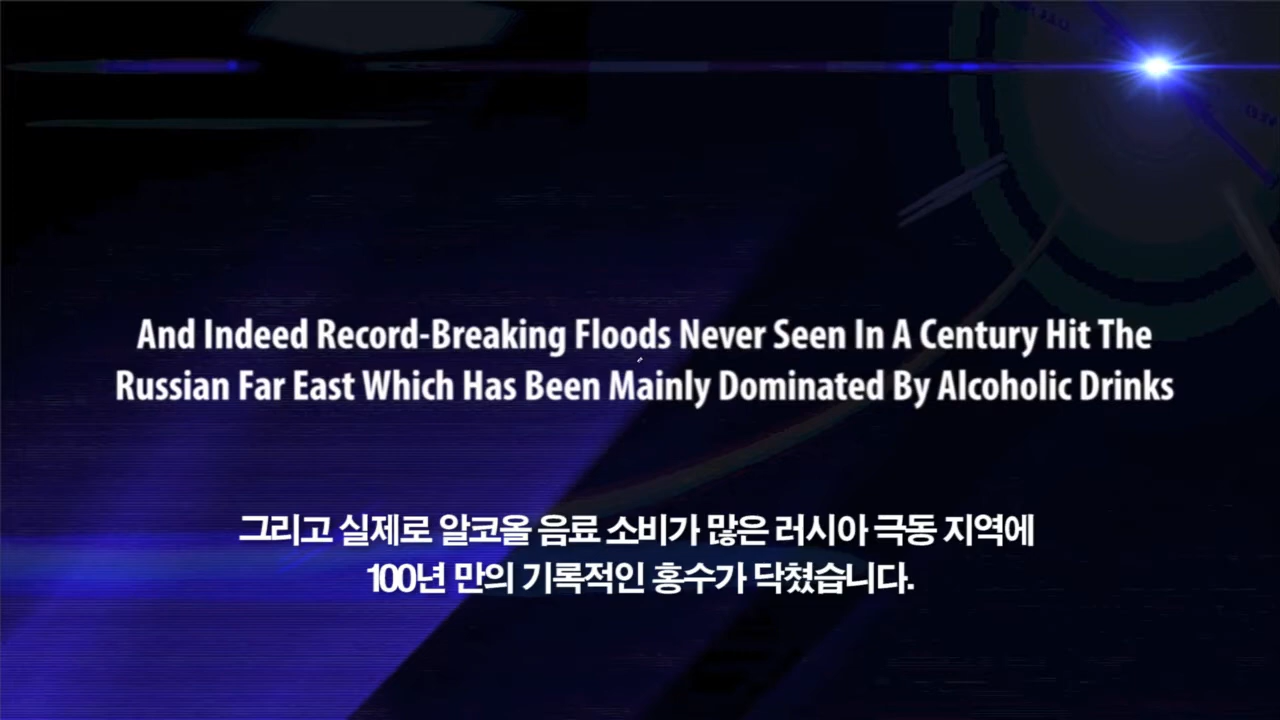 And Indeed Record-Breaking Floods Never Seen In A Century Hit The
Russian Far East Which Has Been Mainly Dominated By Alcoholic Drinks
그리고 실제로 알코올 음료 소비가 많은 러시아 극동 지역에
100년 만의 기록적인 홍수가 닥쳤습니다.